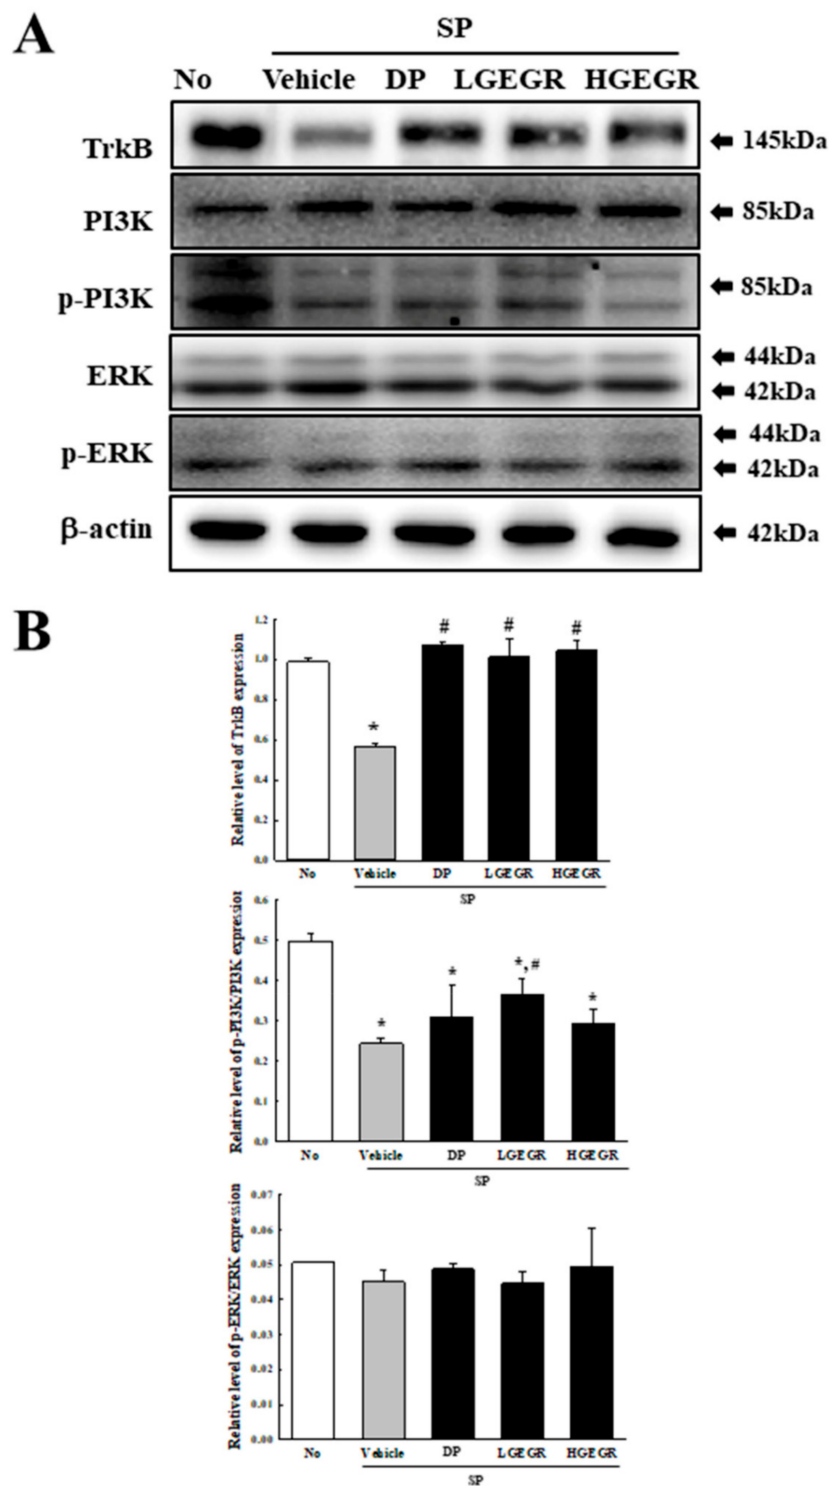 A
SP
No Vehicle DP LGEGR HGEGR
TrkB
145kDa
PI3K
85kDa
p-PI3K
85kDa
ERK
44kDa
42kDa
p-ERK
44kDa
42kDa
β-actin
42kDa
B
Relative level of TrkB expression
1.2
1.0
0.8
0.6
0.4
0.2
0.0
*
#
#
#
No Vehicle DP LGEGR HGEGR
SP
Relative level of p-PI3K/PI3K expression
0.6
0.5
0.4
0.3
0.2
0.1
0.0
*
*
*,#
*
No Vehicle DP LGEGR HGEGR
SP
Relative level of p-ERK/ERK expression
0.07
0.06
0.05
0.04
0.03
0.02
0.01
0.00
No Vehicle DP LGEGR HGEGR
SP